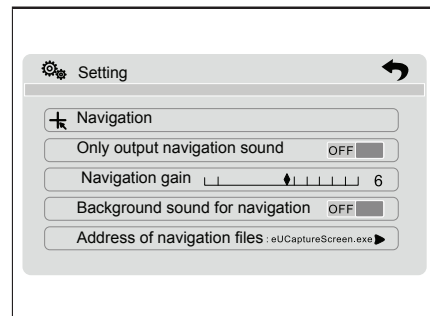 Setting
Navigation
Only output navigation sound OFF
Navigation gain 6
Background sound for navigation OFF
Address of navigation files : eUCaptureScreen.exe